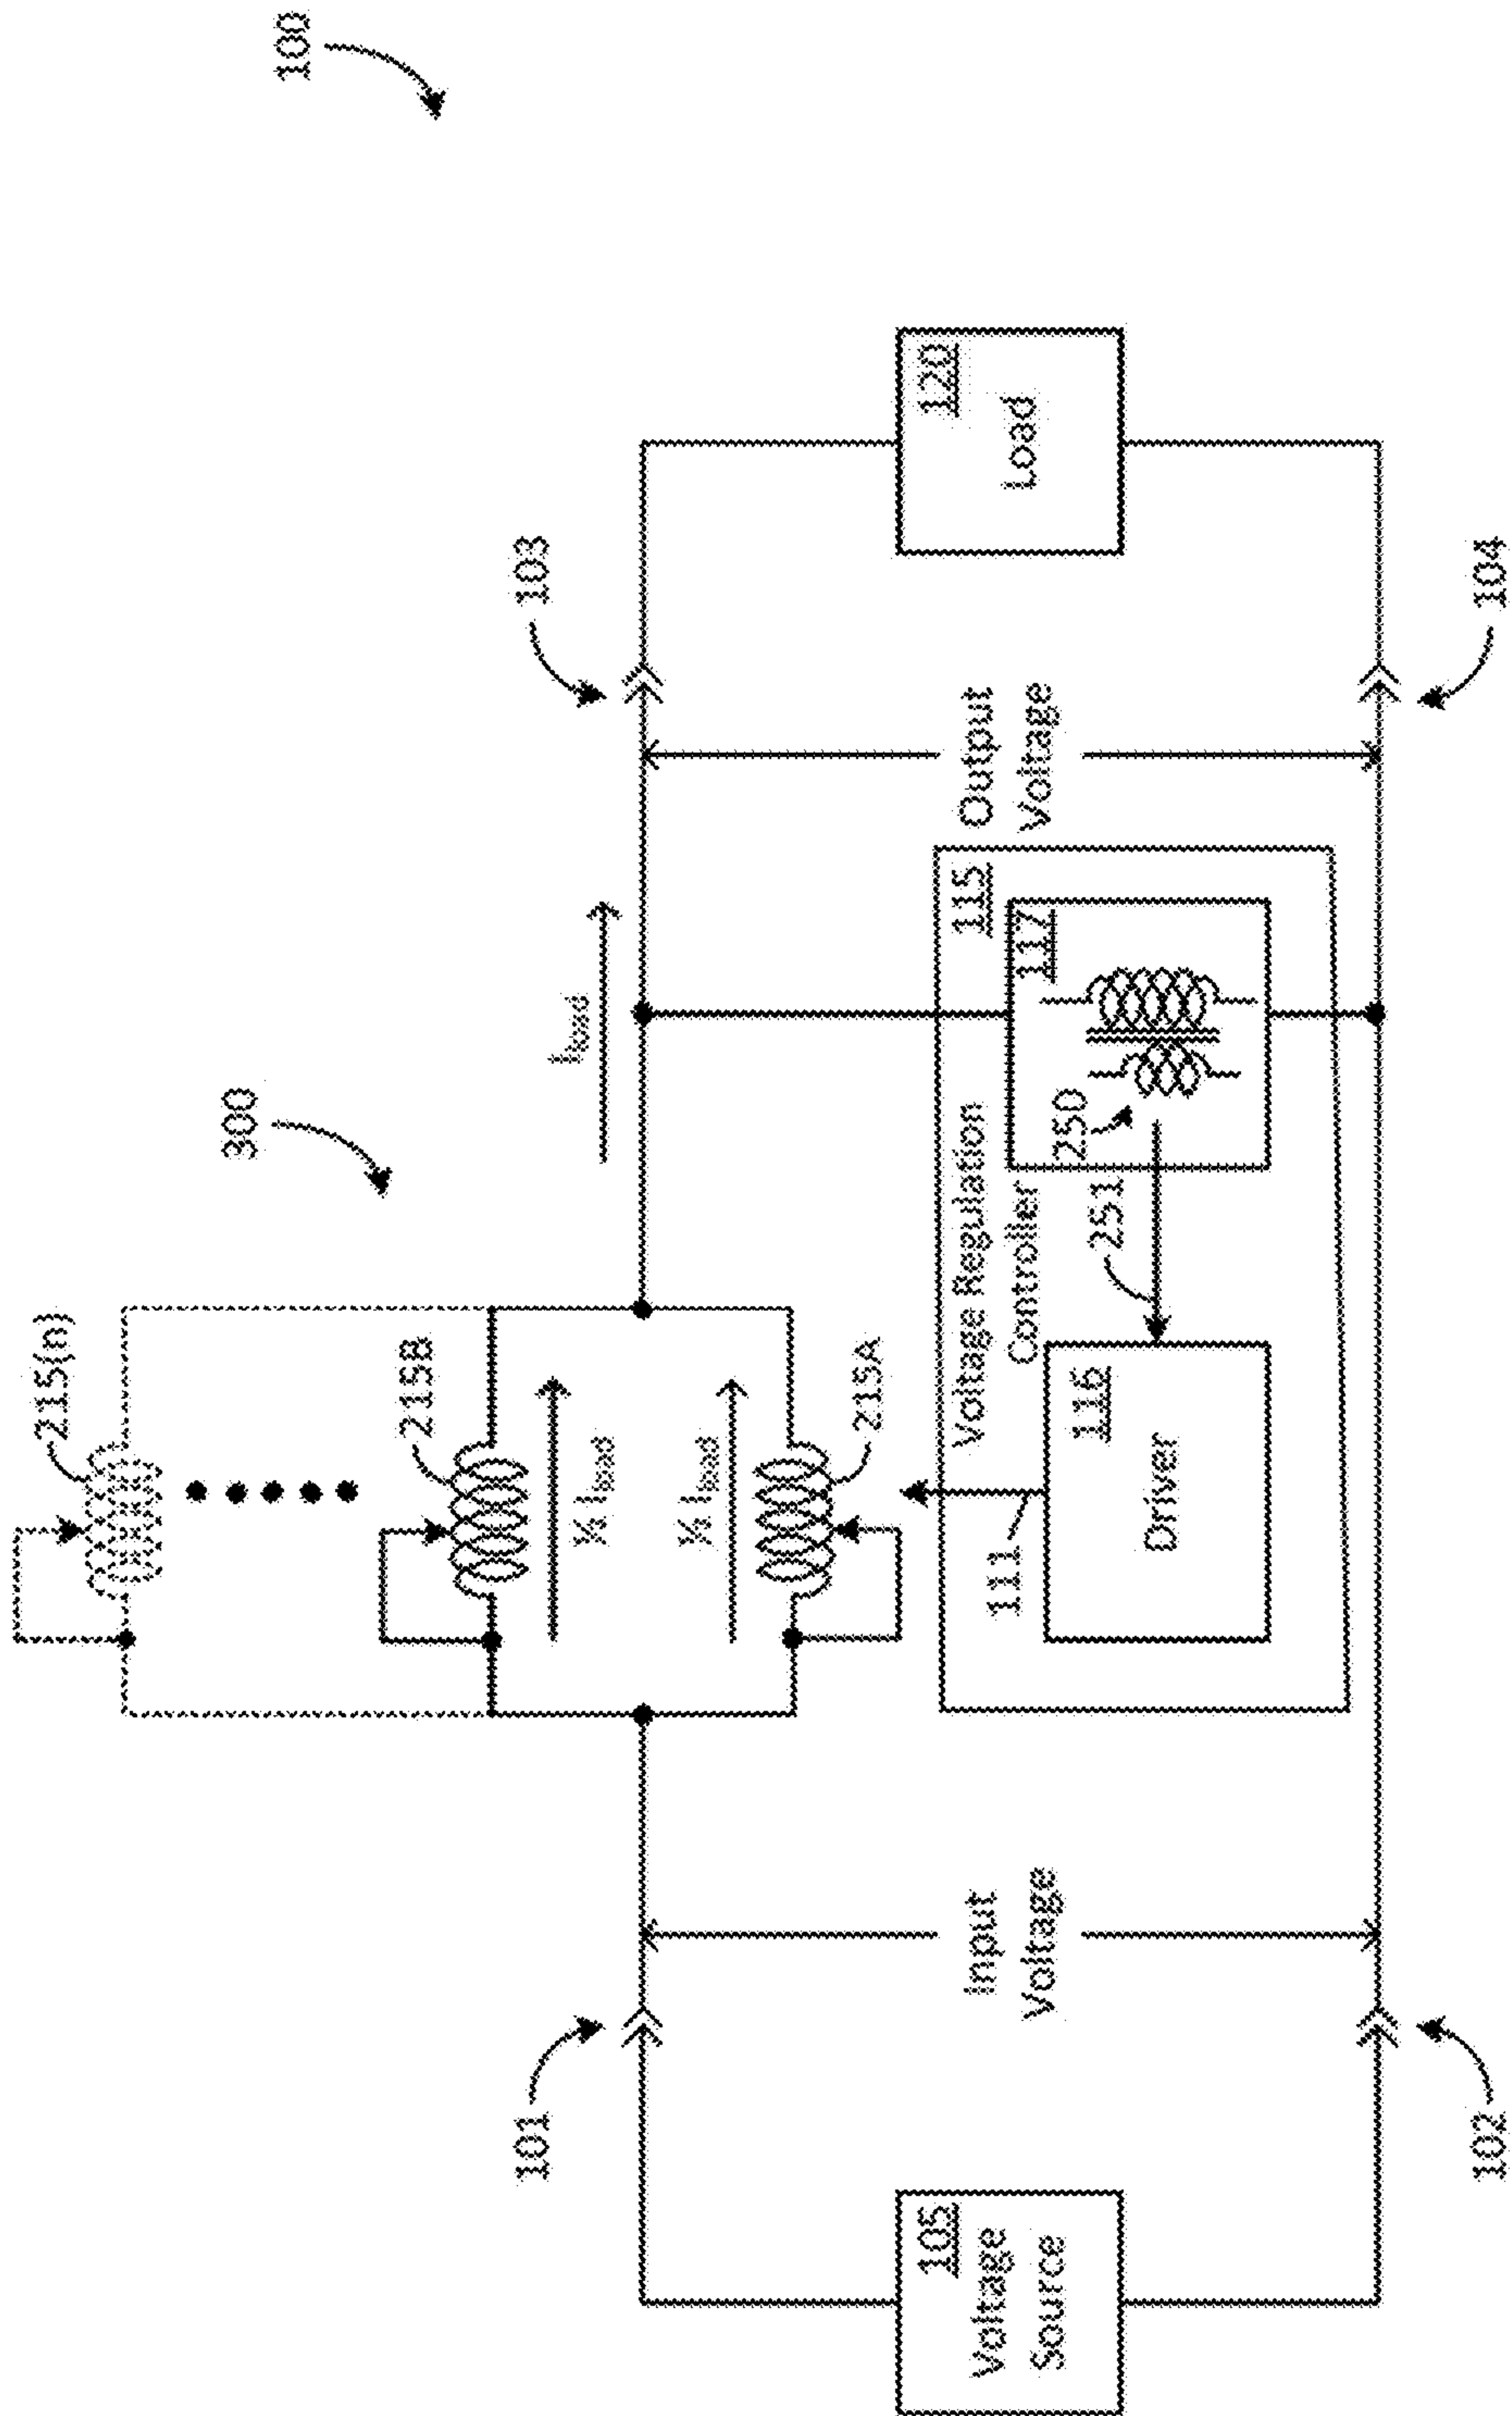 100
300
215(n)
215B
½ Iload
½ Iload
215A
Iload
101
103
111
Voltage Regulation
Controller
115
116
Driver
251
250
117
105
Voltage
Source
Input
Voltage
Output
Voltage
120
Load
102
104